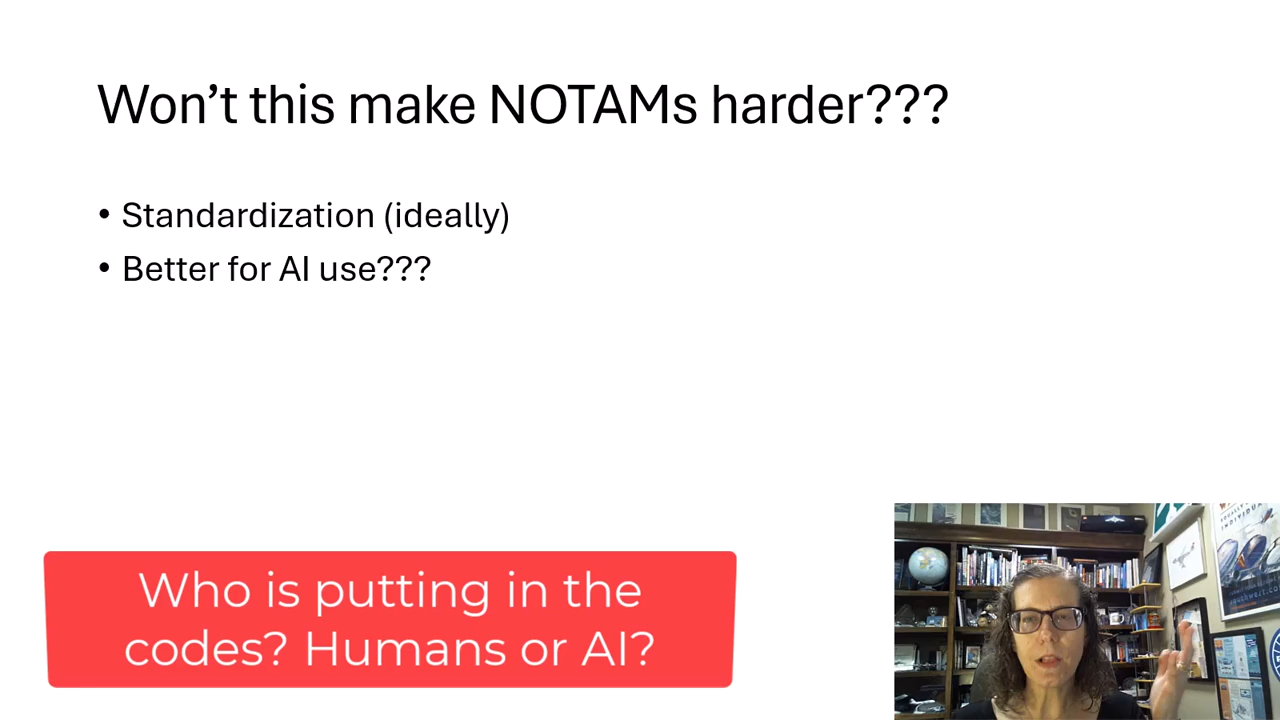 Won't this make NOTAMs harder???
• Standardization (ideally)
• Better for AI use???
Who is putting in the
codes? Humans or AI?